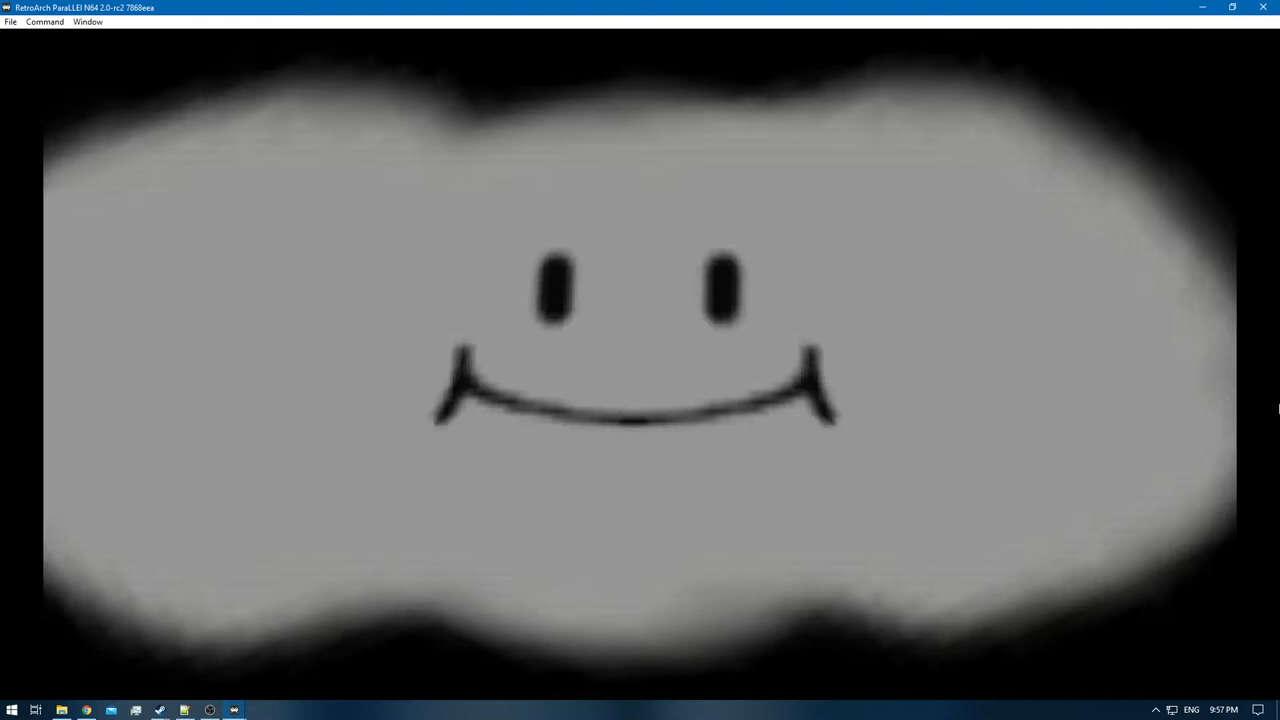 RetroArch ParaLLEl N64 2.0-rc2 7868eea
File Command Window
ENG 9:57 PM